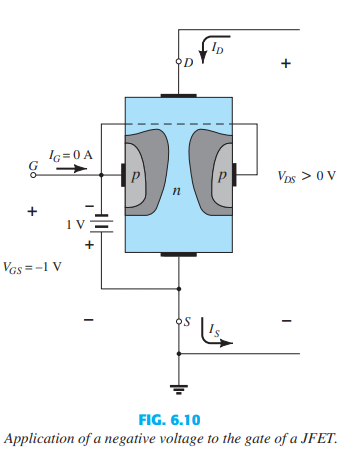 I_D
D
+
I_G = 0 A
G
p
p
n
V_DS > 0 V
+
−
1 V
+
V_GS = −1 V
−
S
I_S
−
FIG. 6.10
Application of a negative voltage to the gate of a JFET.